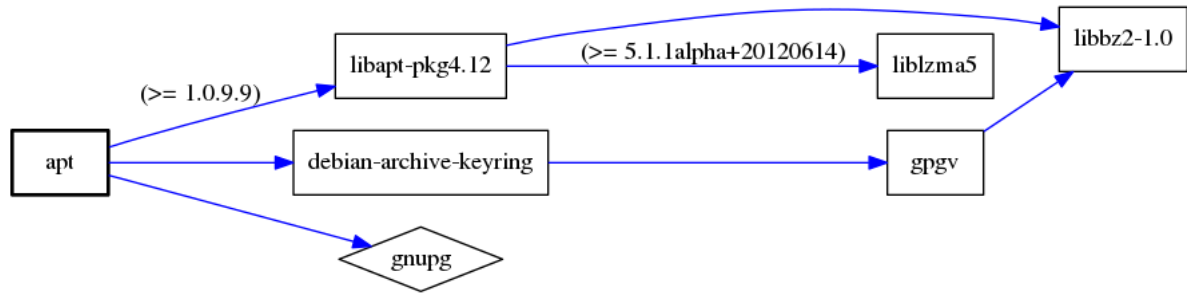 libbz2-1.0
libapt-pkg4.12
(>= 5.1.1alpha+20120614)
liblzma5
(>= 1.0.9.9)
apt
debian-archive-keyring
gpgv
gnupg